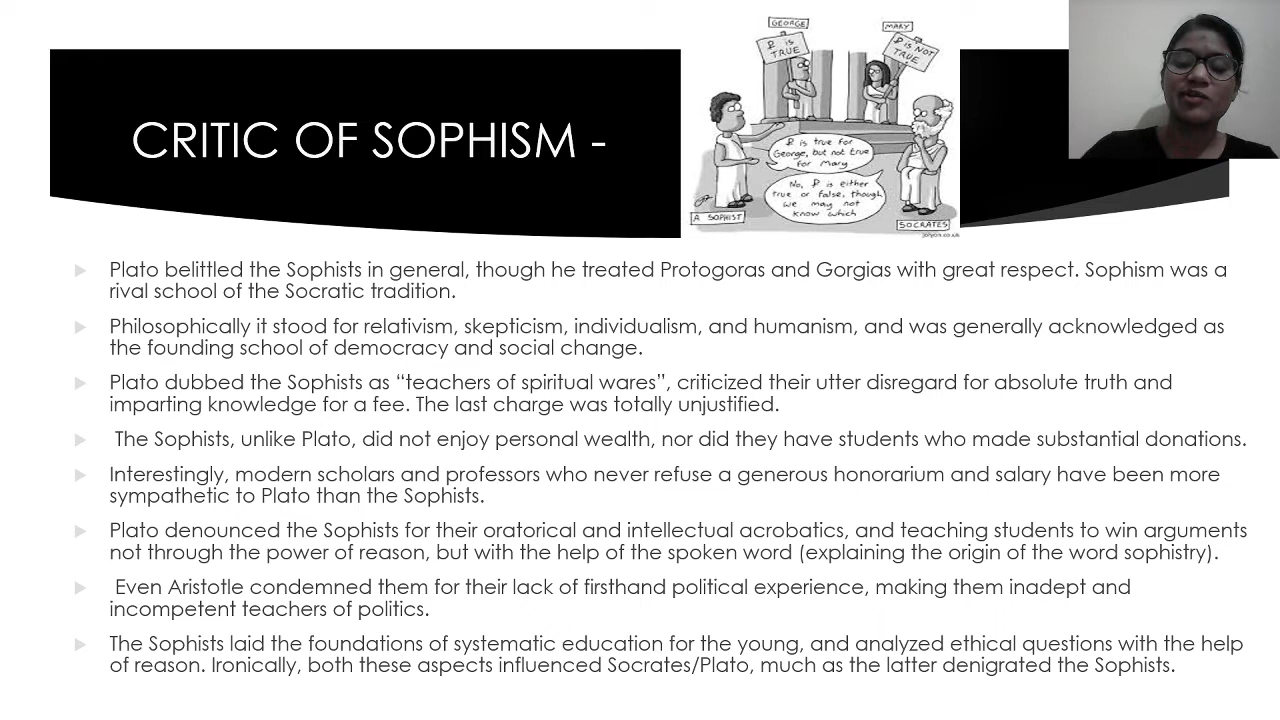 CRITIC OF SOPHISM -
GEORGE
P IS
TRUE
MARY
P IS NOT
TRUE
P is true for
George, but not true
for Mary
No, P is either
true or false, though
we may not
know which
A SOPHIST
SOCRATES
Plato belittled the Sophists in general, though he treated Protogoras and Gorgias with great respect. Sophism was a
rival school of the Socratic tradition.
Philosophically it stood for relativism, skepticism, individualism, and humanism, and was generally acknowledged as
the founding school of democracy and social change.
Plato dubbed the Sophists as “teachers of spiritual wares”, criticized their utter disregard for absolute truth and
imparting knowledge for a fee. The last charge was totally unjustified.
The Sophists, unlike Plato, did not enjoy personal wealth, nor did they have students who made substantial donations.
Interestingly, modern scholars and professors who never refuse a generous honorarium and salary have been more
sympathetic to Plato than the Sophists.
Plato denounced the Sophists for their oratorical and intellectual acrobatics, and teaching students to win arguments
not through the power of reason, but with the help of the spoken word (explaining the origin of the word sophistry).
Even Aristotle condemned them for their lack of firsthand political experience, making them inadept and
incompetent teachers of politics.
The Sophists laid the foundations of systematic education for the young, and analyzed ethical questions with the help
of reason. Ironically, both these aspects influenced Socrates/Plato, much as the latter denigrated the Sophists.